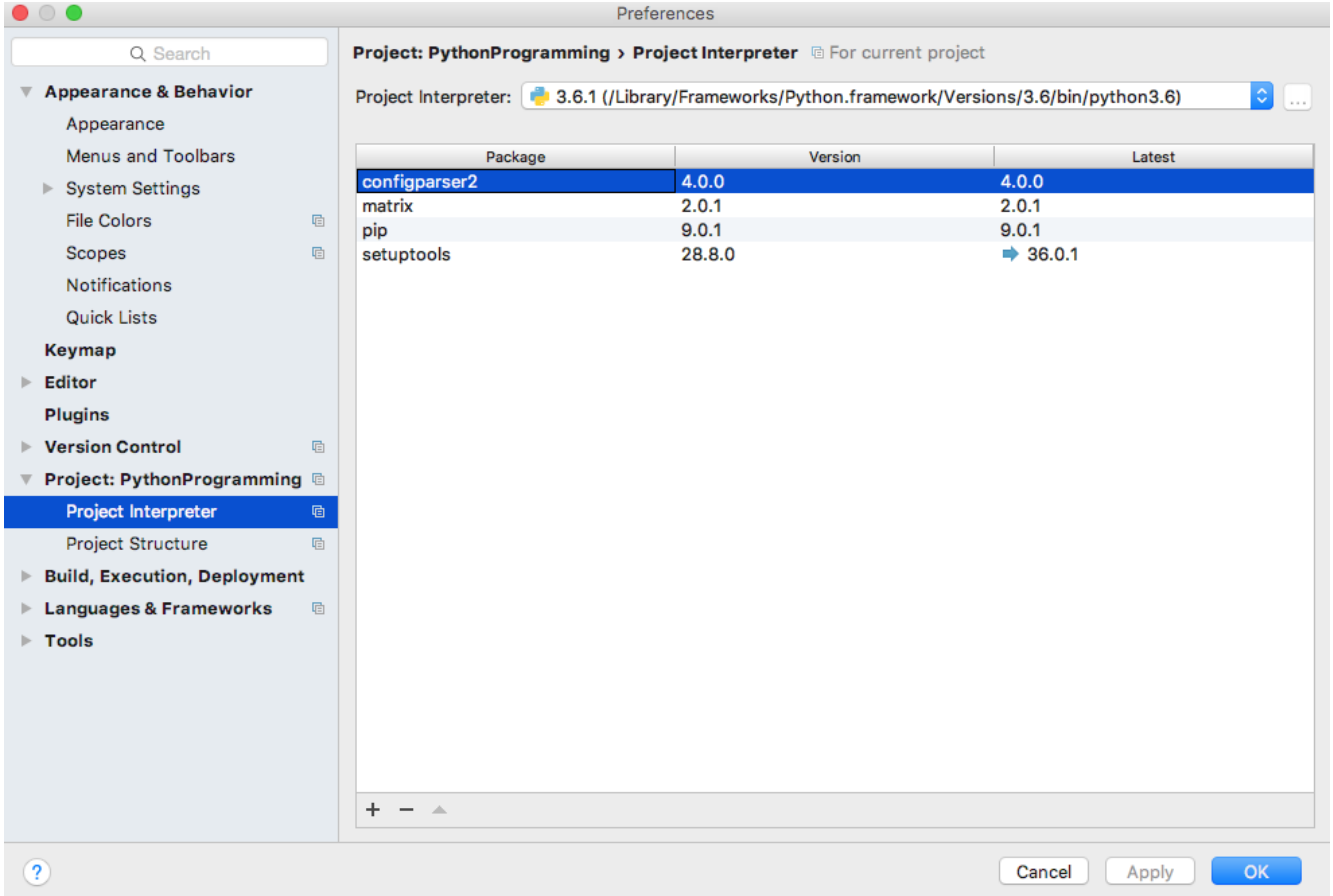 Preferences
Search
Project: PythonProgramming › Project Interpreter For current project
Project Interpreter: 3.6.1 (/Library/Frameworks/Python.framework/Versions/3.6/bin/python3.6) ...
Appearance & Behavior
Appearance
Menus and Toolbars
System Settings
File Colors
Scopes
Notifications
Quick Lists
Keymap
Editor
Plugins
Version Control
Project: PythonProgramming
Project Interpreter
Project Structure
Build, Execution, Deployment
Languages & Frameworks
Tools
Package Version Latest
configparser2 4.0.0 4.0.0
matrix 2.0.1 2.0.1
pip 9.0.1 9.0.1
setuptools 28.8.0 36.0.1
+ −
? Cancel Apply OK